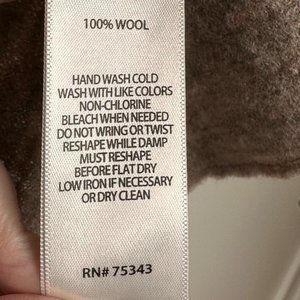 100% WOOL
HAND WASH COLD
WASH WITH LIKE COLORS
NON-CHLORINE
BLEACH WHEN NEEDED
DO NOT WRING OR TWIST
RESHAPE WHILE DAMP
MUST RESHAPE
BEFORE FLAT DRY
LOW IRON IF NECESSARY
OR DRY CLEAN
RN# 75343